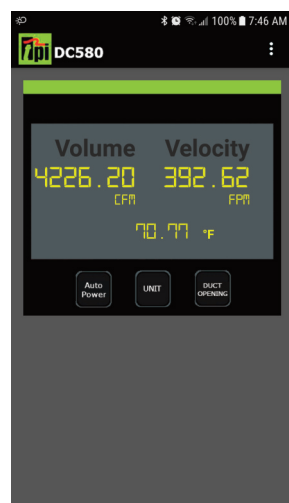 100% 7:46 AM
TPI DC580
Volume Velocity
4226.20 392.62
CFM FPM
70.77 °F
Auto Power
UNIT
DUCT OPENING